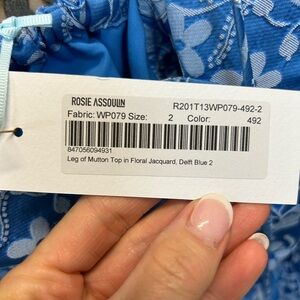 ROSIE ASSOULIN R201T13WP079-492-2
Fabric: WP079 Size: 2 Color: 492
847056094931
Leg of Mutton Top in Floral Jacquard, Delft Blue 2